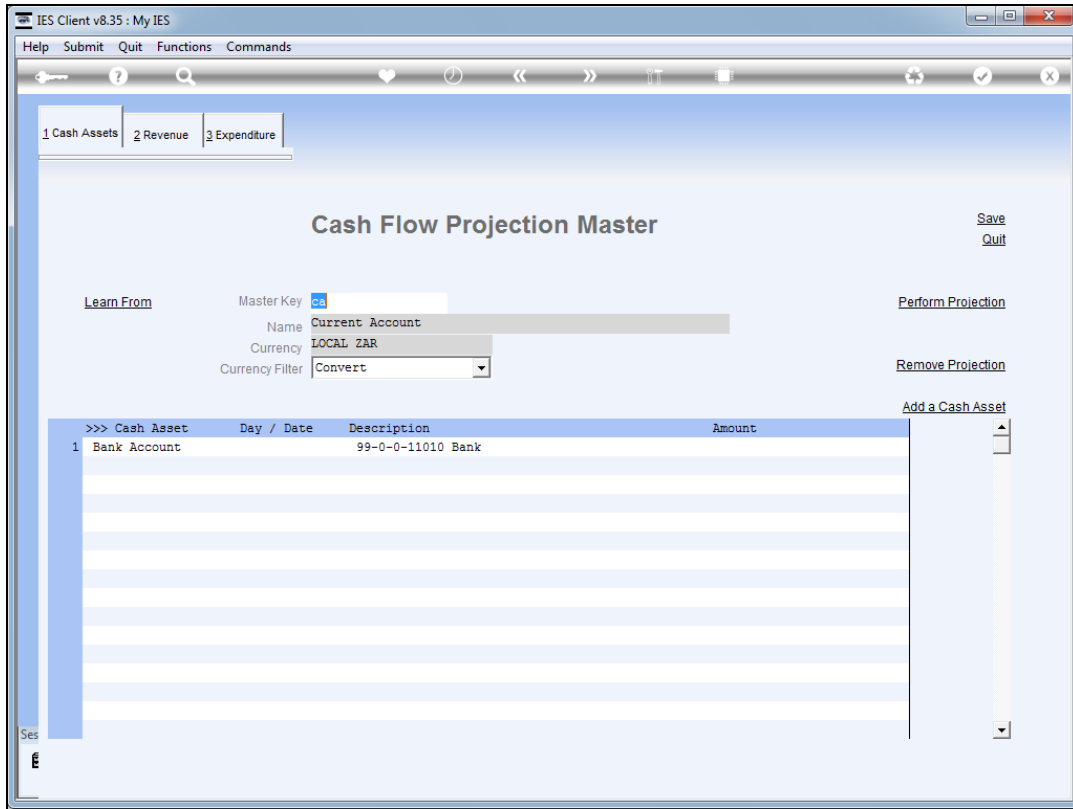 IES Client v8.35 : My IES
Help Submit Quit Functions Commands
1 Cash Assets 2 Revenue 3 Expenditure
Cash Flow Projection Master
Save
Quit
Learn From Master Key ca Perform Projection
Name Current Account
Currency LOCAL ZAR
Currency Filter Convert Remove Projection
Add a Cash Asset
>>> Cash Asset Day / Date Description Amount
1 Bank Account 99-0-0-11010 Bank
Ses